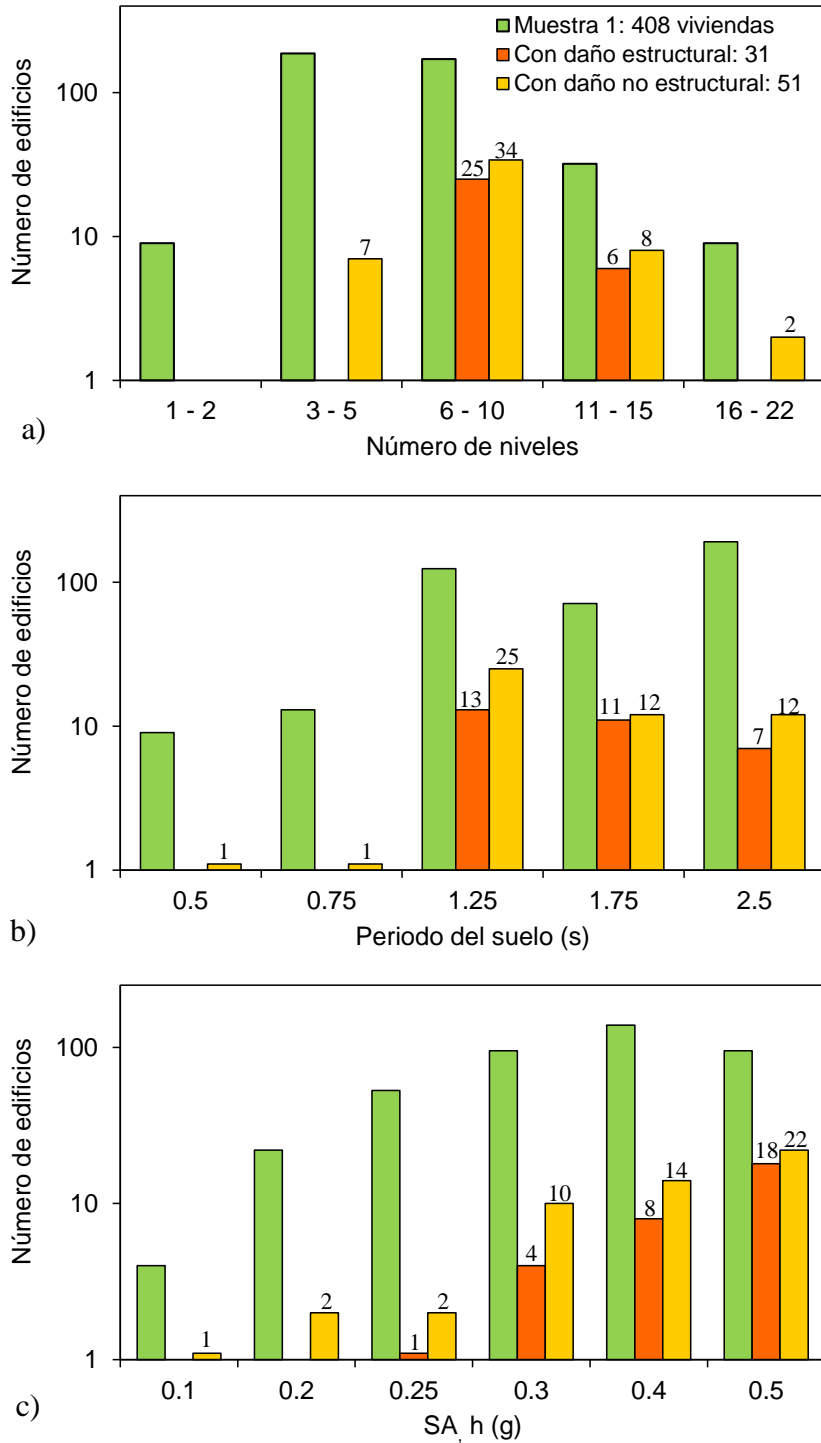 Número de edificios
Muestra 1: 408 viviendas
Con daño estructural: 31
Con daño no estructural: 51
100
10
1
7
25
34
6
8
2
1 - 2
3 - 5
6 - 10
11 - 15
16 - 22
Número de niveles
a)
Número de edificios
100
10
1
1
1
13
25
11
12
7
12
0.5
0.75
1.25
1.75
2.5
Periodo del suelo (s)
b)
Número de edificios
100
10
1
1
2
1
2
4
10
8
14
18
22
0.1
0.2
0.25
0.3
0.4
0.5
SA, h (g)
c)